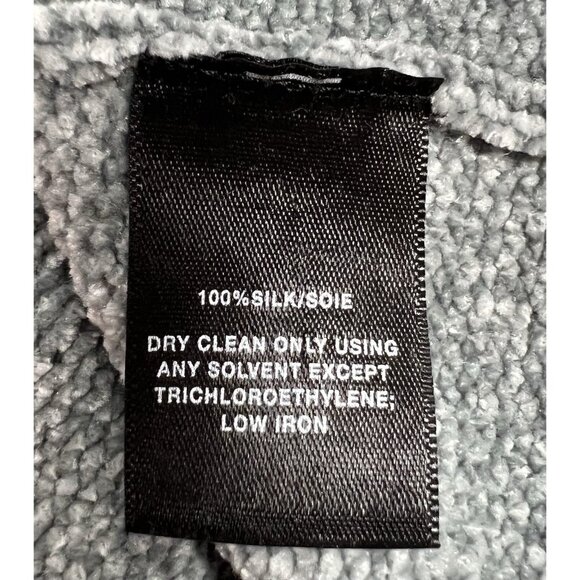 100%SILK/SOIE
DRY CLEAN ONLY USING
ANY SOLVENT EXCEPT
TRICHLOROETHYLENE;
LOW IRON